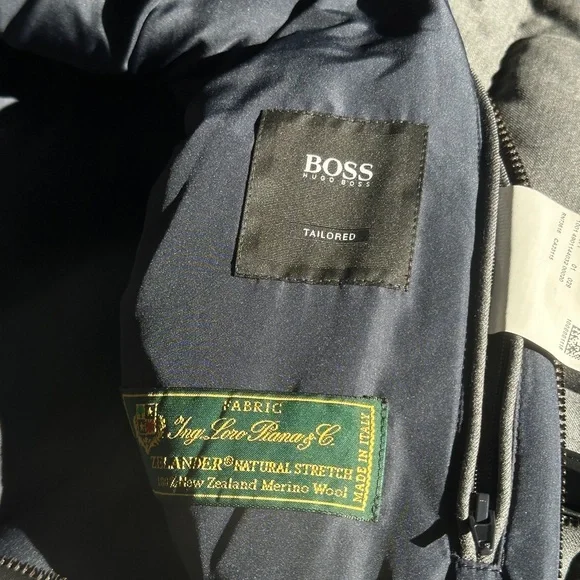 BOSS
HUGO BOSS
TAILORED
FABRIC
Ing. Loro Piana & C.
ZELANDER® NATURAL STRETCH
New Zealand Merino Wool
MADE IN ITALY